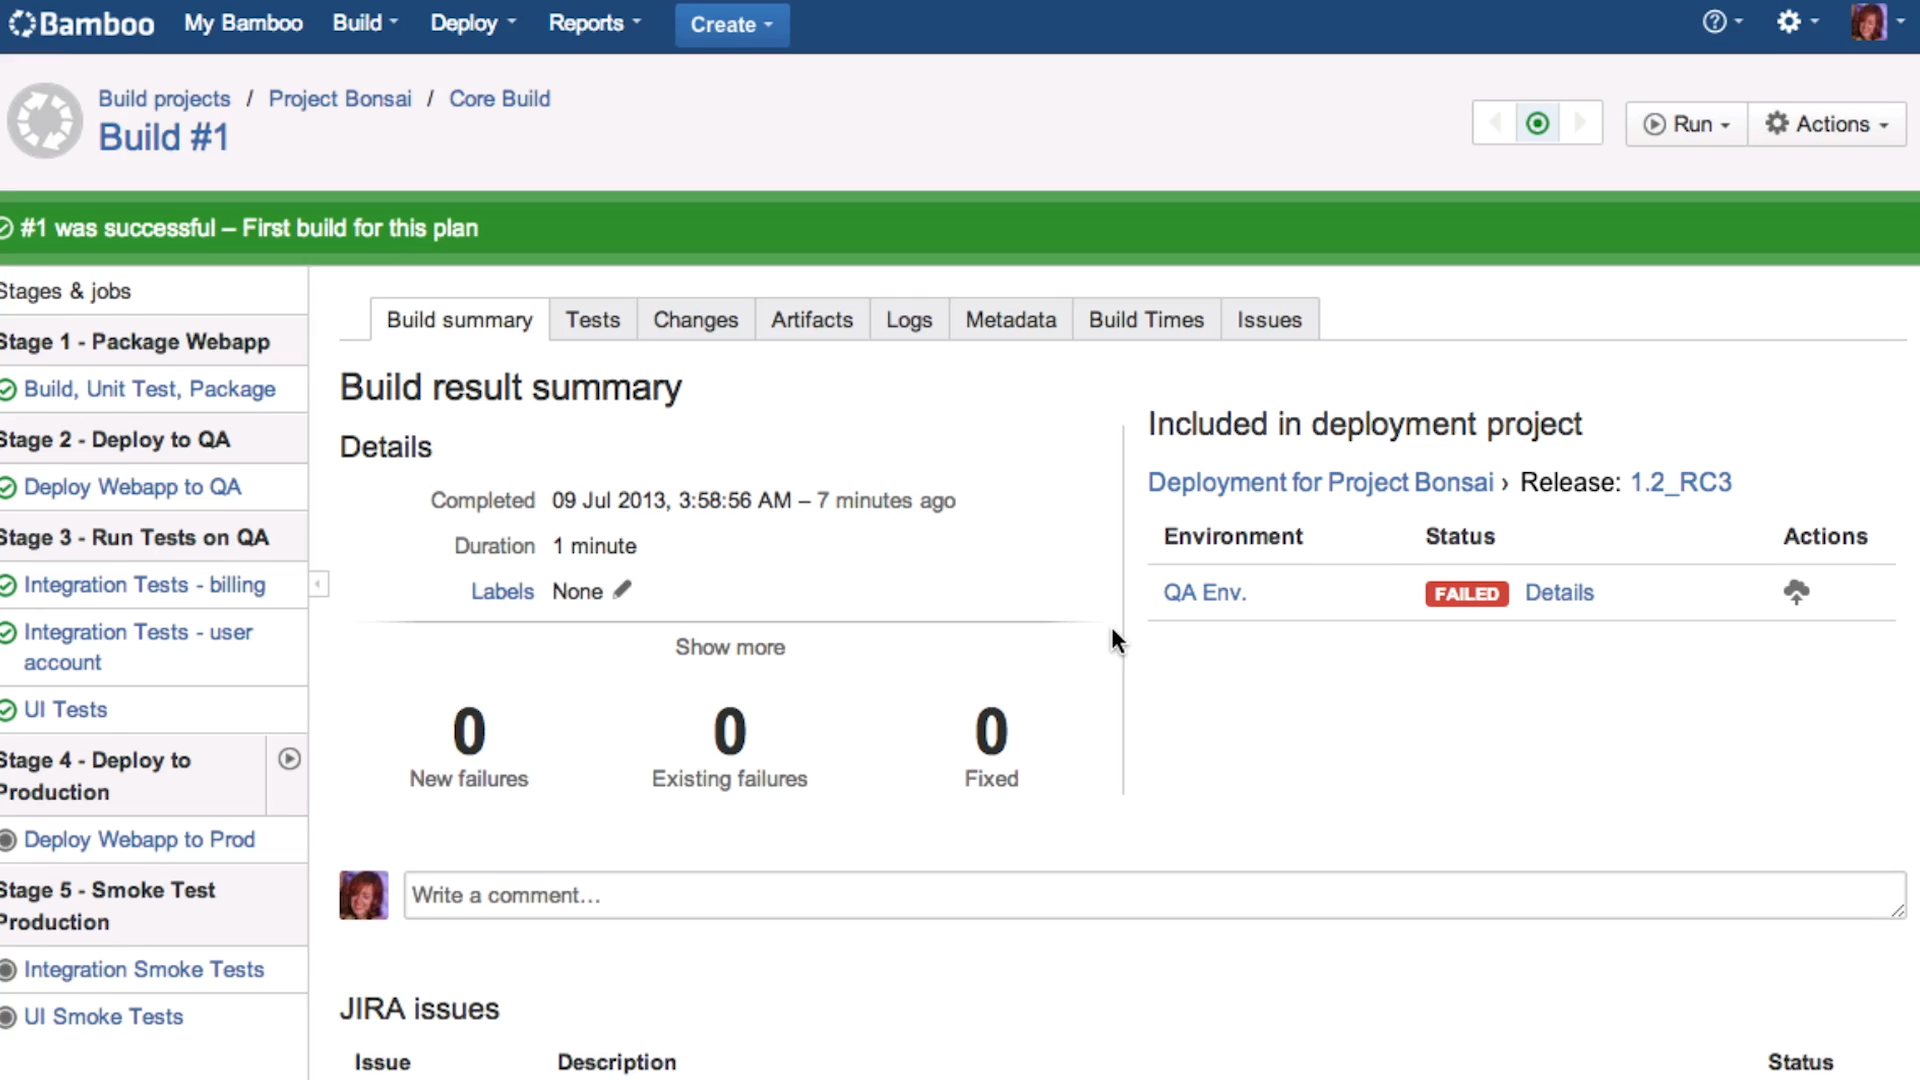 Bamboo My Bamboo Build Deploy Reports Create
Build projects / Project Bonsai / Core Build
Build #1
Run Actions
#1 was successful – First build for this plan
Stages & jobs
Stage 1 - Package Webapp
Build, Unit Test, Package
Stage 2 - Deploy to QA
Deploy Webapp to QA
Stage 3 - Run Tests on QA
Integration Tests - billing
Integration Tests - user
account
UI Tests
Stage 4 - Deploy to
Production
Deploy Webapp to Prod
Stage 5 - Smoke Test
Production
Integration Smoke Tests
UI Smoke Tests
Build summary Tests Changes Artifacts Logs Metadata Build Times Issues
Build result summary
Details
Completed 09 Jul 2013, 3:58:56 AM – 7 minutes ago
Duration 1 minute
Labels None
Show more
0 0 0
New failures Existing failures Fixed
Included in deployment project
Deployment for Project Bonsai › Release: 1.2_RC3
Environment Status Actions
QA Env. FAILED Details
Write a comment...
JIRA issues
Issue Description Status